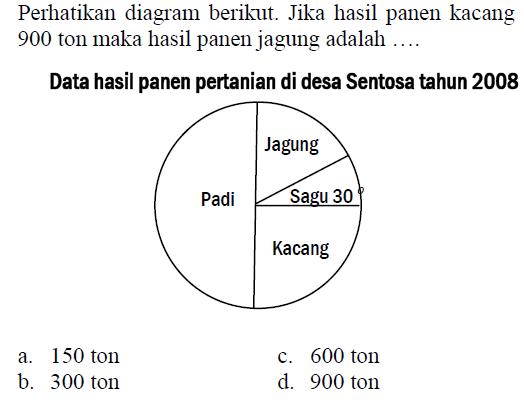 Perhatikan diagram berikut. Jika hasil panen kacang
900 ton maka hasil panen jagung adalah ….
Data hasil panen pertanian di desa Sentosa tahun 2008
Jagung
Padi
Sagu 30°
Kacang
a. 150 ton
c. 600 ton
b. 300 ton
d. 900 ton